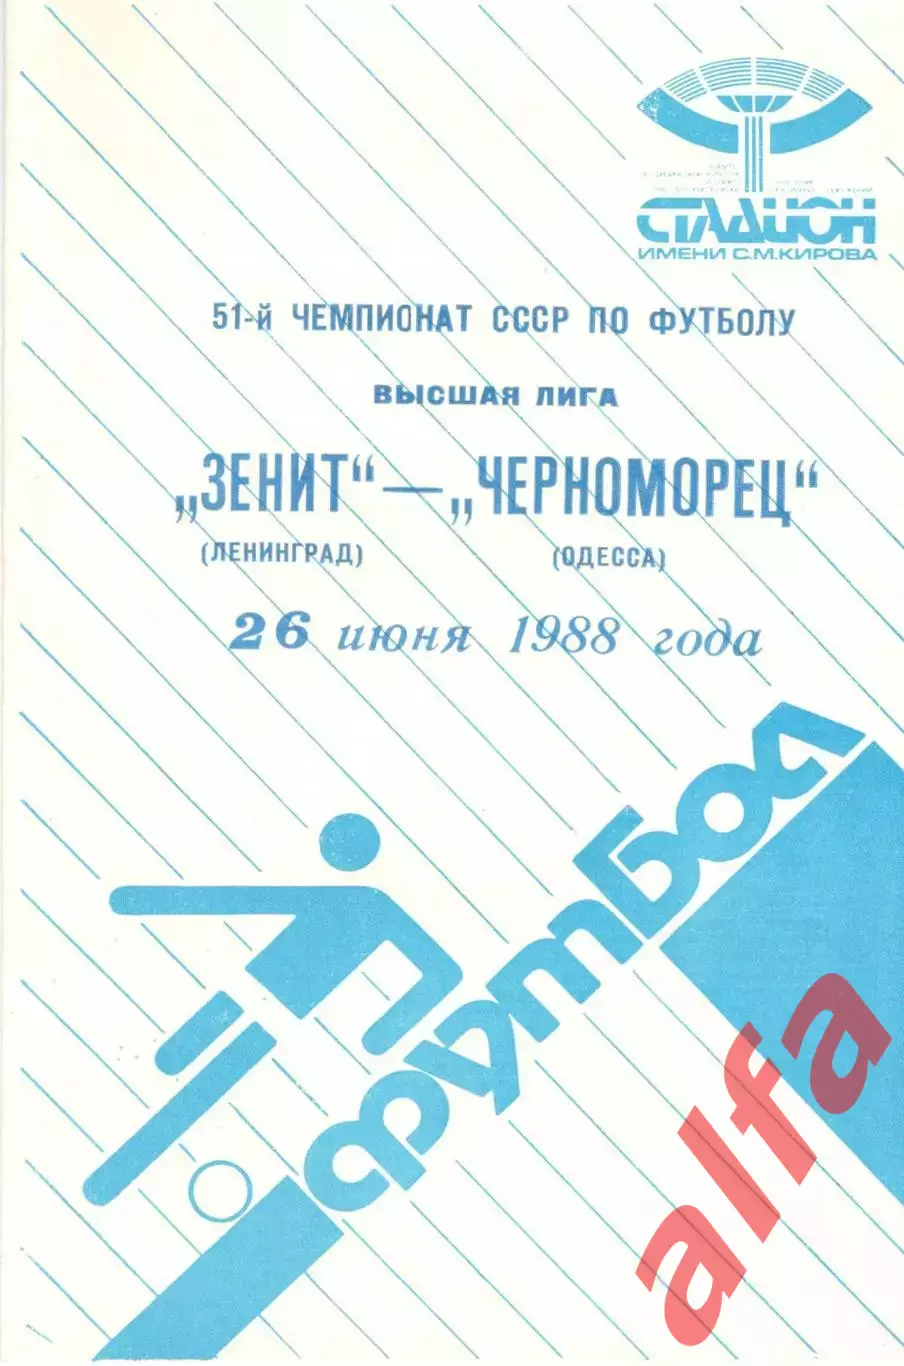 СТАДИОН
ИМЕНИ С.М.КИРОВА
51-й ЧЕМПИОНАТ СССР ПО ФУТБОЛУ
ВЫСШАЯ ЛИГА
„ЗЕНИТ“ — „ЧЕРНОМОРЕЦ“
(ЛЕНИНГРАД) (ОДЕССА)
26 июня 1988 года
футбол
alfa